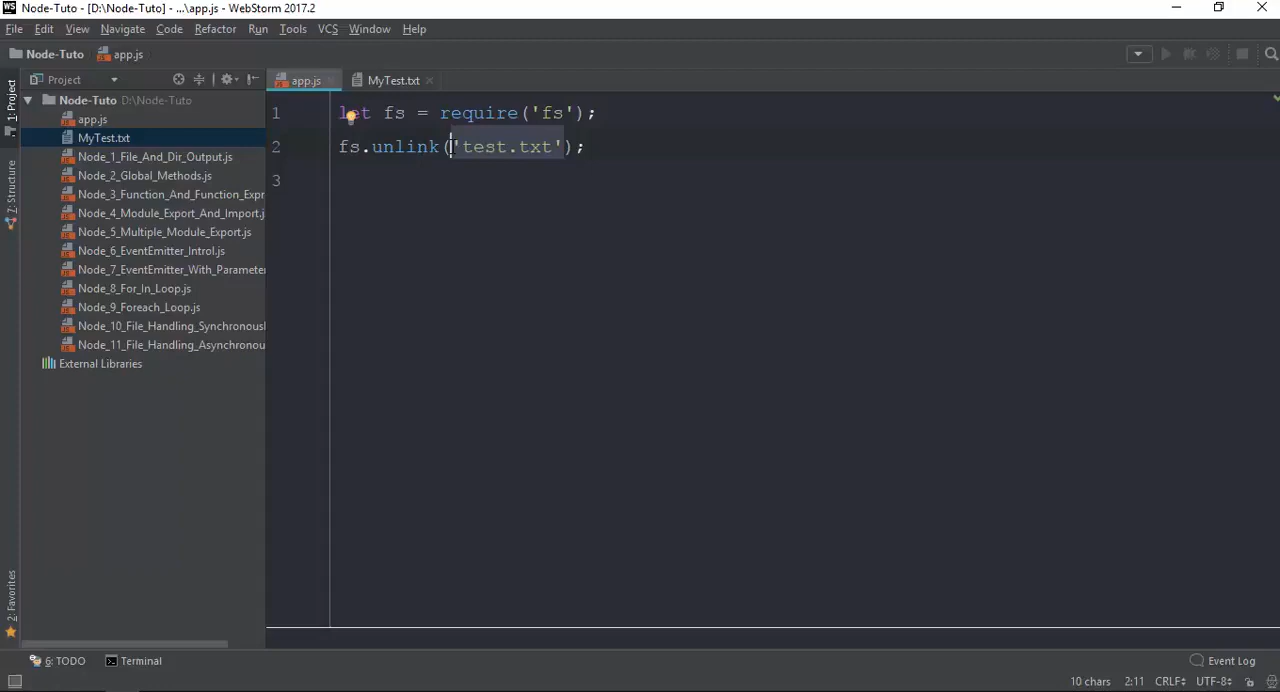 WS Node-Tuto - [D:\Node-Tuto] - ...\app.js - WebStorm 2017.2
File Edit View Navigate Code Refactor Run Tools VCS Window Help
Node-Tuto app.js
Project app.js MyTest.txt
1: Project
Z: Structure
2: Favorites
Node-Tuto D:\Node-Tuto
app.js
MyTest.txt
Node_1_File_And_Dir_Output.js
Node_2_Global_Methods.js
Node_3_Function_And_Function_Expr
Node_4_Module_Export_And_Import.j
Node_5_Multiple_Module_Export.js
Node_6_EventEmitter_Introl.js
Node_7_EventEmitter_With_Parameter
Node_8_For_In_Loop.js
Node_9_Foreach_Loop.js
Node_10_File_Handling_Synchronousl
Node_11_File_Handling_Asynchronou
External Libraries
1 let fs = require('fs');
2 fs.unlink('test.txt');
3
6: TODO Terminal Event Log
10 chars 2:11 CRLF UTF-8